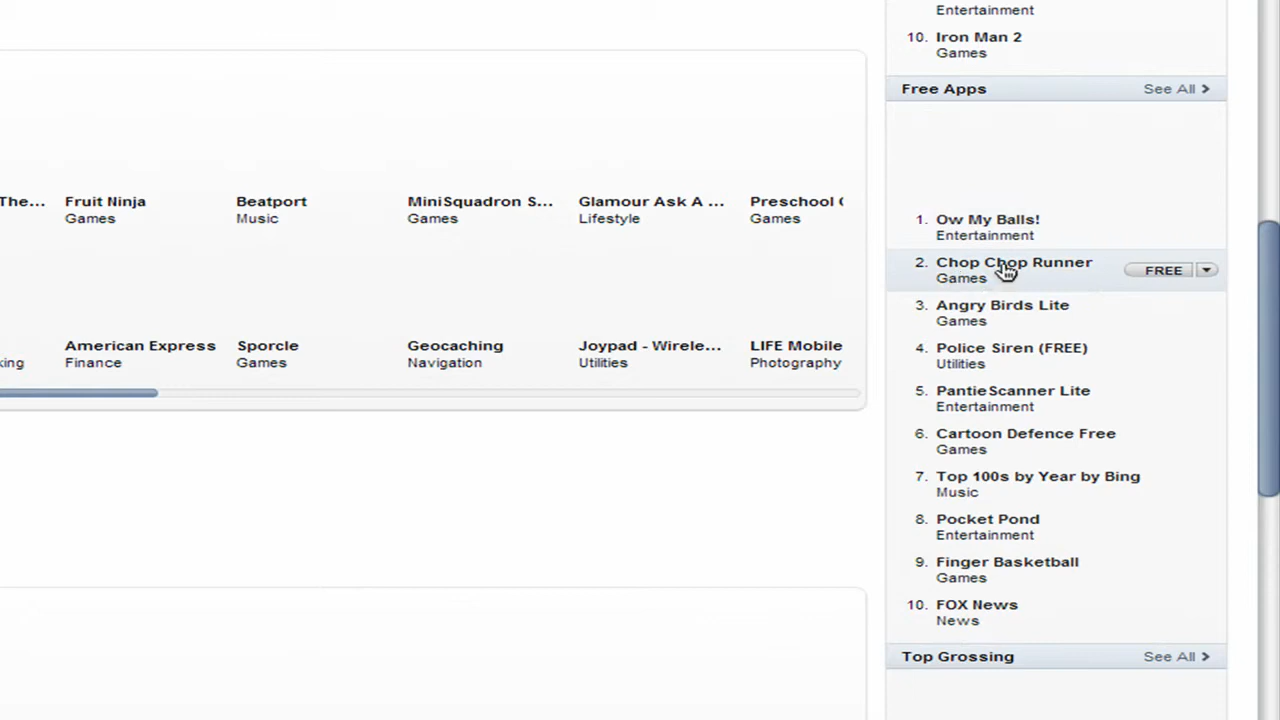 The... Fruit Ninja Beatport MiniSquadron S... Glamour Ask A ...
Games Music Games Lifestyle Games
American Express Sporcle Geocaching Joypad - Wirele... LIFE Mobile
king Finance Games Navigation Utilities Photography
Entertainment
10. Iron Man 2
Games
Free Apps See All
1. Ow My Balls!
Entertainment
2. Chop Chop Runner
Games
FREE
3. Angry Birds Lite
Games
4. Police Siren (FREE)
Utilities
5. PantieScanner Lite
Entertainment
6. Cartoon Defence Free
Games
7. Top 100s by Year by Bing
Music
8. Pocket Pond
Entertainment
9. Finger Basketball
Games
10. FOX News
News
Top Grossing See All